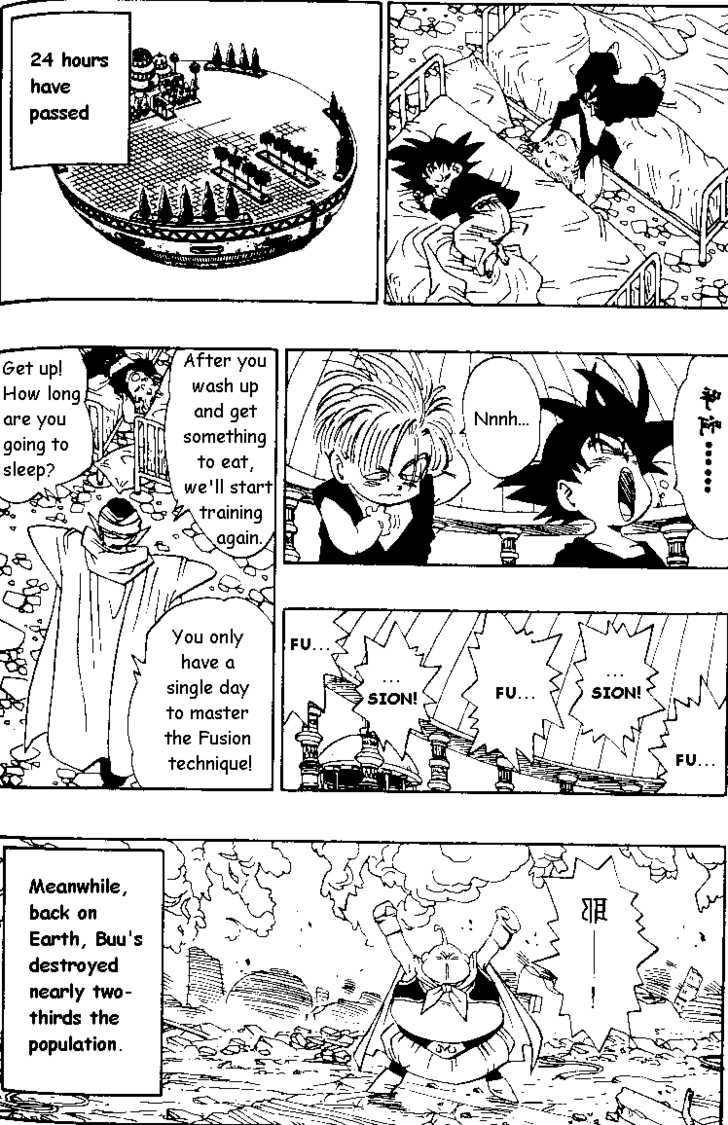 24 hours
have
passed
Get up!
How long
are you
going to
sleep?
After you
wash up
and get
something
to eat,
we'll start
training
again.
You only
have a
single day
to master
the Fusion
technique!
Nnnh...
FU...
...
SION!
FU...
...
SION!
FU...
Meanwhile,
back on
Earth, Buu's
destroyed
nearly two-
thirds the
population.